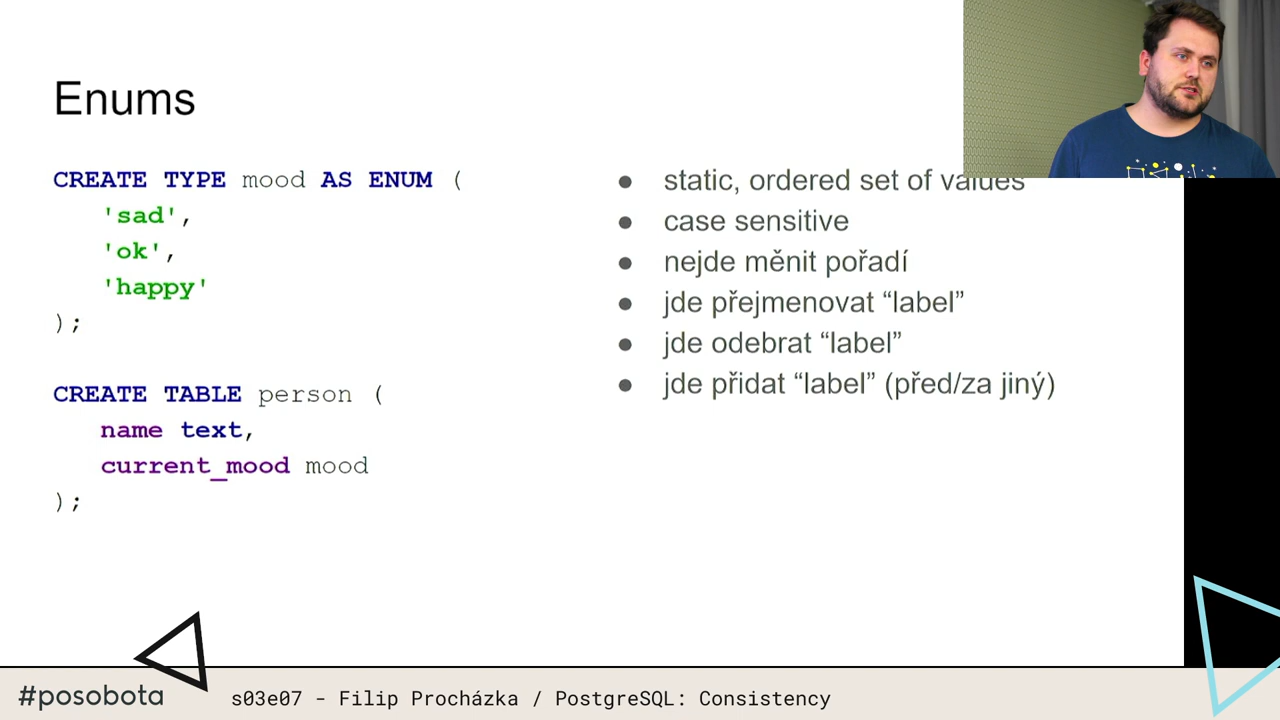 Enums
CREATE TYPE mood AS ENUM (
'sad',
'ok',
'happy'
);
CREATE TABLE person (
name text,
current_mood mood
);
● static, ordered set of values
● case sensitive
● nejde měnit pořadí
● jde přejmenovat “label”
● jde odebrat “label”
● jde přidat “label” (před/za jiný)
#posobota
s03e07 - Filip Procházka / PostgreSQL: Consistency